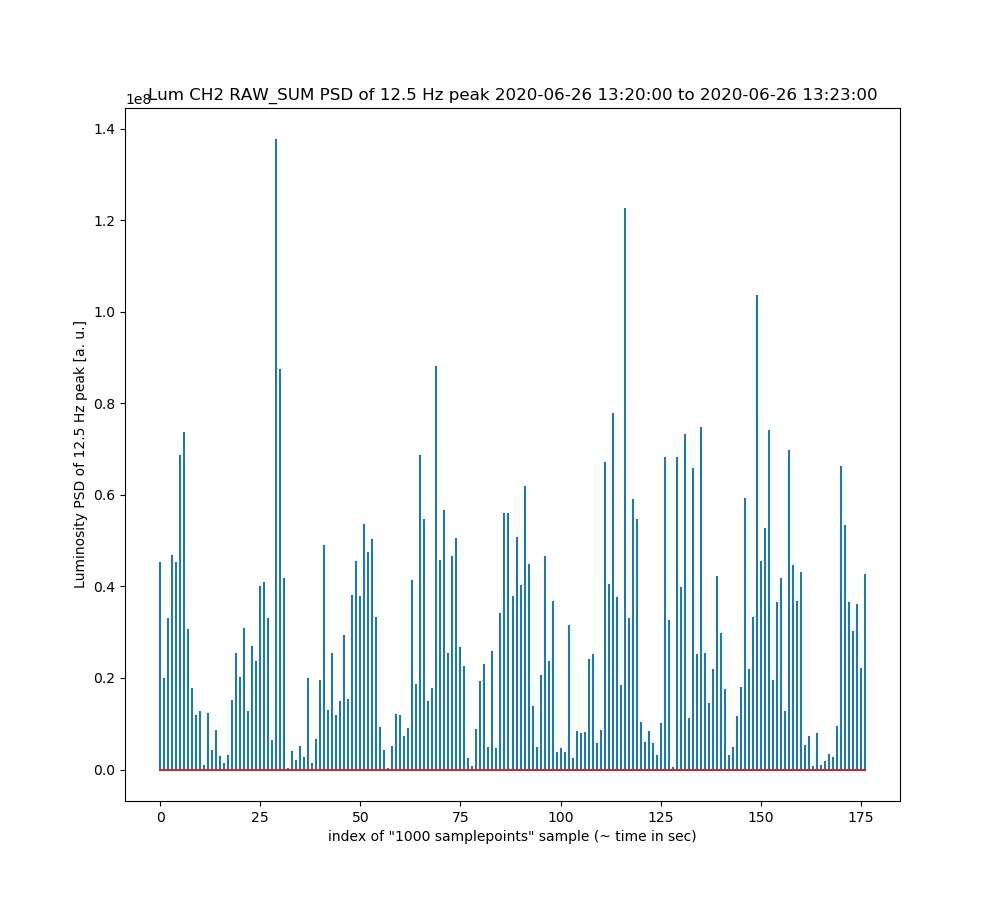 1e8
Lum CH2 RAW_SUM PSD of 12.5 Hz peak 2020-06-26 13:20:00 to 2020-06-26 13:23:00
Luminosity PSD of 12.5 Hz peak [a. u.]
1.4
1.2
1.0
0.8
0.6
0.4
0.2
0.0
0 25 50 75 100 125 150 175
index of "1000 samplepoints" sample (~ time in sec)